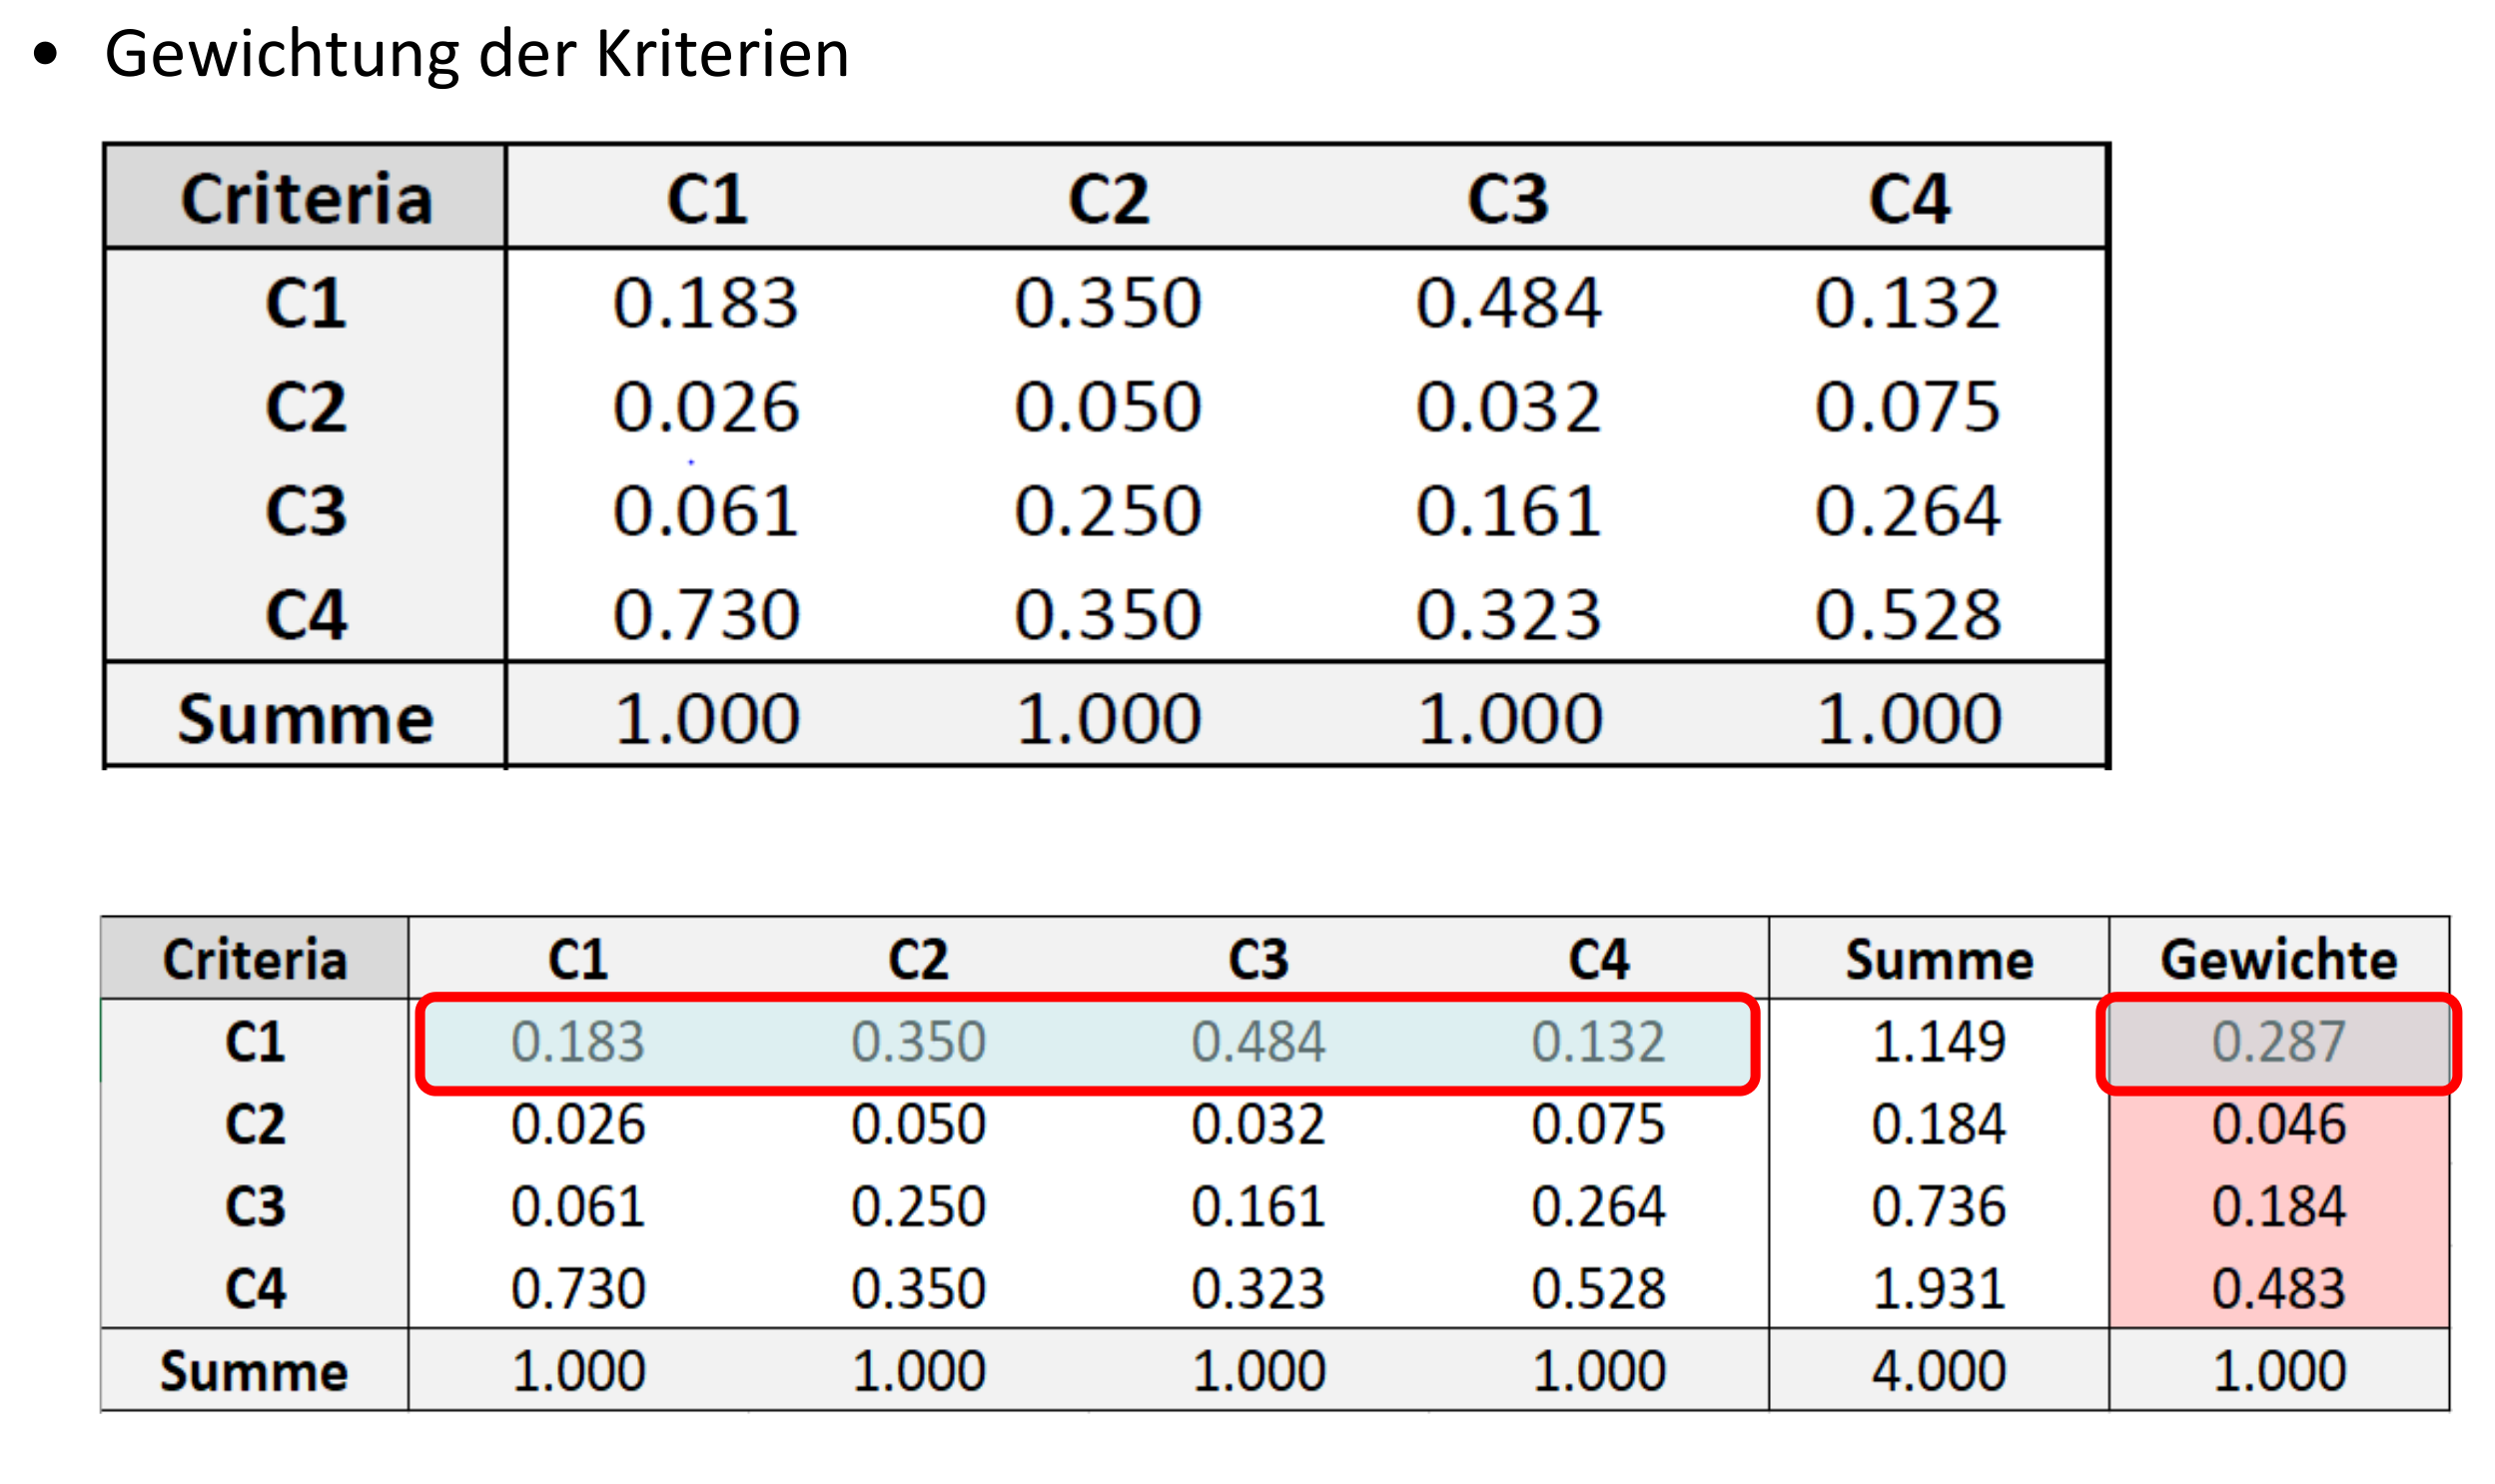 • Gewichtung der Kriterien
Criteria C1 C2 C3 C4
C1 0.183 0.350 0.484 0.132
C2 0.026 0.050 0.032 0.075
C3 0.061 0.250 0.161 0.264
C4 0.730 0.350 0.323 0.528
Summe 1.000 1.000 1.000 1.000
Criteria C1 C2 C3 C4 Summe Gewichte
C1 0.183 0.350 0.484 0.132 1.149 0.287
C2 0.026 0.050 0.032 0.075 0.184 0.046
C3 0.061 0.250 0.161 0.264 0.736 0.184
C4 0.730 0.350 0.323 0.528 1.931 0.483
Summe 1.000 1.000 1.000 1.000 4.000 1.000